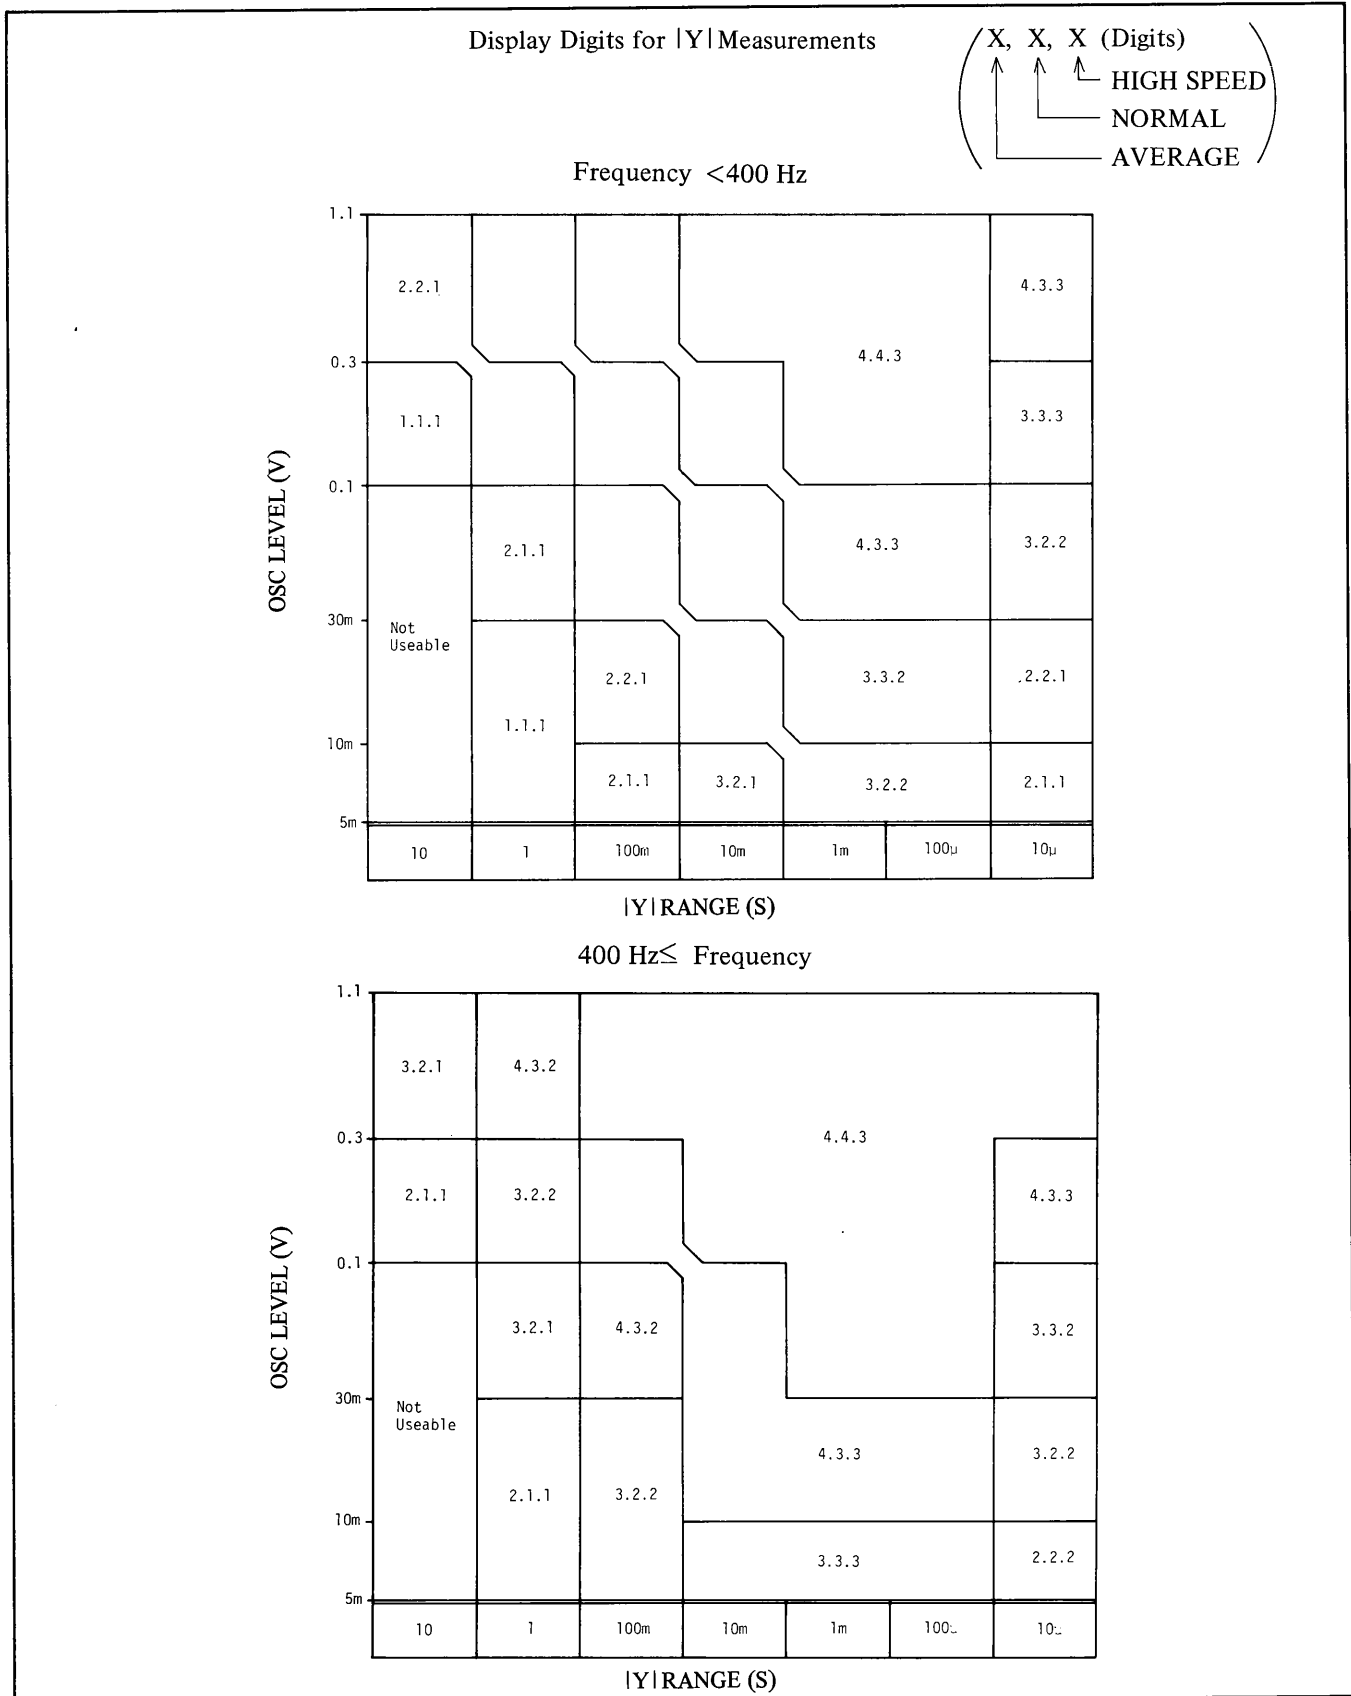 Display Digits for |Y| Measurements
X, X, X (Digits)
HIGH SPEED
NORMAL
AVERAGE
Frequency <400 Hz
OSC LEVEL (V)
1.1
0.3
0.1
30m
10m
5m
2.2.1
4.3.3
4.4.3
1.1.1
3.3.3
2.1.1
4.3.3
3.2.2
Not
Useable
2.2.1
3.3.2
2.2.1
1.1.1
2.1.1
3.2.1
3.2.2
2.1.1
10
1
100m
10m
1m
100µ
10µ
|Y| RANGE (S)
400 Hz≤ Frequency
OSC LEVEL (V)
1.1
0.3
0.1
30m
10m
5m
3.2.1
4.3.2
4.4.3
2.1.1
3.2.2
4.3.3
3.2.1
4.3.2
3.3.2
Not
Useable
4.3.3
3.2.2
2.1.1
3.2.2
3.3.3
2.2.2
10
1
100m
10m
1m
100µ
10µ
|Y| RANGE (S)